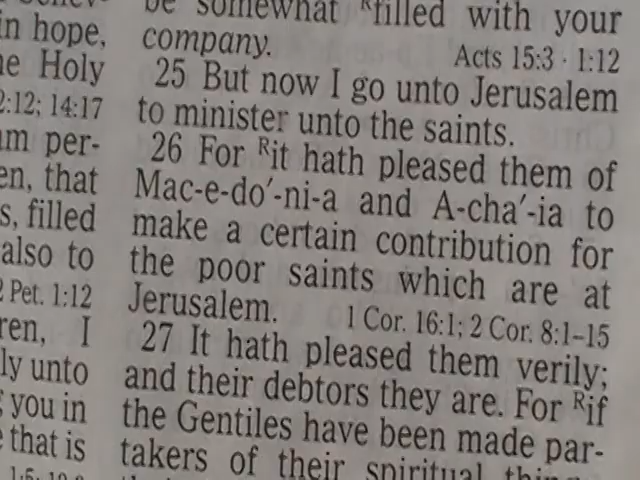 in hope,
he Holy
2:12; 14:17
am per-
en, that
s, filled
also to
2 Pet. 1:12
ren, I
ly unto
you in
that is
be somewhat Rfilled with your
company. Acts 15:3 · 1:12
25 But now I go unto Jerusalem
to minister unto the saints.
26 For Rit hath pleased them of
Mac-e-do′-ni-a and A-cha′-ia to
make a certain contribution for
the poor saints which are at
Jerusalem. 1 Cor. 16:1; 2 Cor. 8:1–15
27 It hath pleased them verily;
and their debtors they are. For Rif
the Gentiles have been made par-
takers of their spiritual